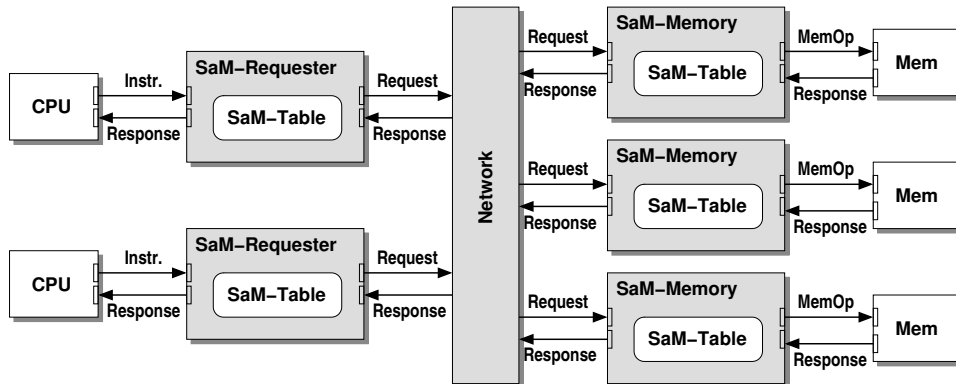 SaM-Memory
Request
MemOp
SaM-Table
Mem
Response
Response
SaM-Requester
Instr.
Request
CPU
SaM-Table
Response
Response
Network
SaM-Memory
Request
MemOp
SaM-Table
Mem
Response
Response
SaM-Requester
Instr.
Request
CPU
SaM-Table
Response
Response
SaM-Memory
Request
MemOp
SaM-Table
Mem
Response
Response